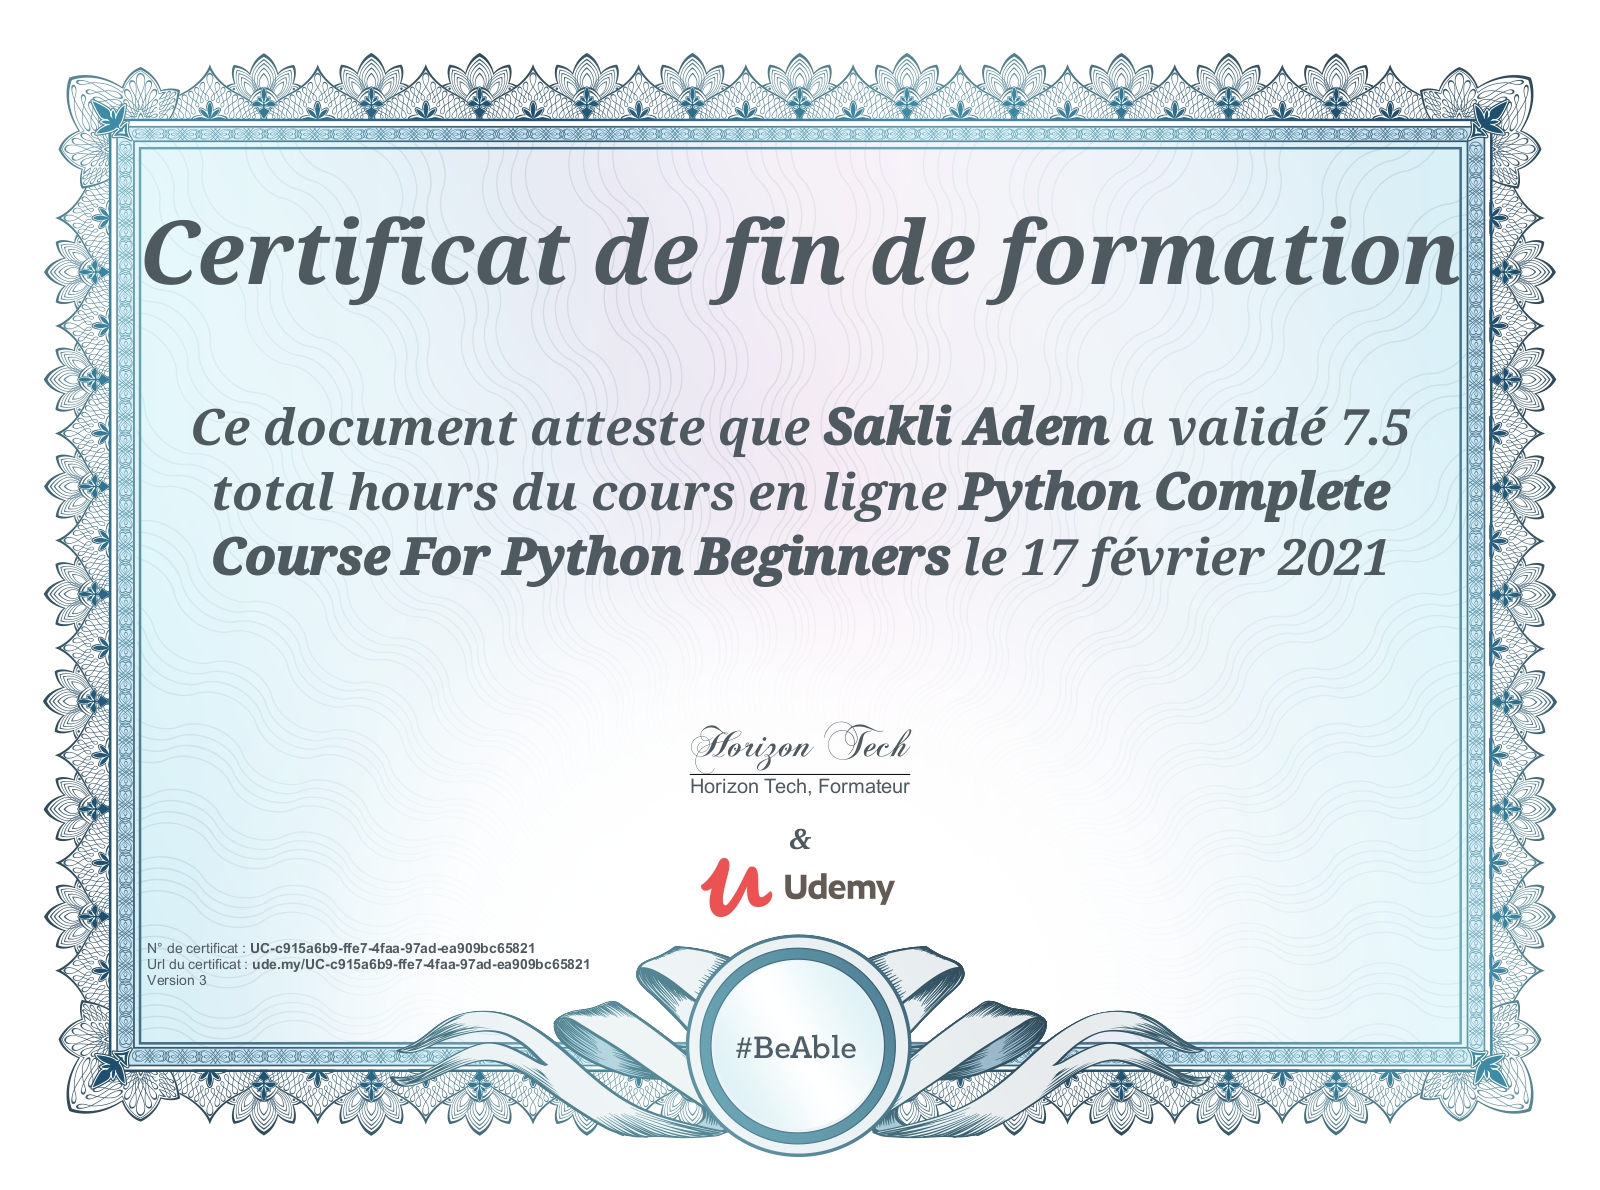 Certificat de fin de formation
Ce document atteste que Sakli Adem a validé 7.5
total hours du cours en ligne Python Complete
Course For Python Beginners le 17 février 2021
Horizon Tech
Horizon Tech, Formateur
&
Udemy
N° de certificat : UC-c915a6b9-ffe7-4faa-97ad-ea909bc65821
Url du certificat : ude.my/UC-c915a6b9-ffe7-4faa-97ad-ea909bc65821
Version 3
#BeAble